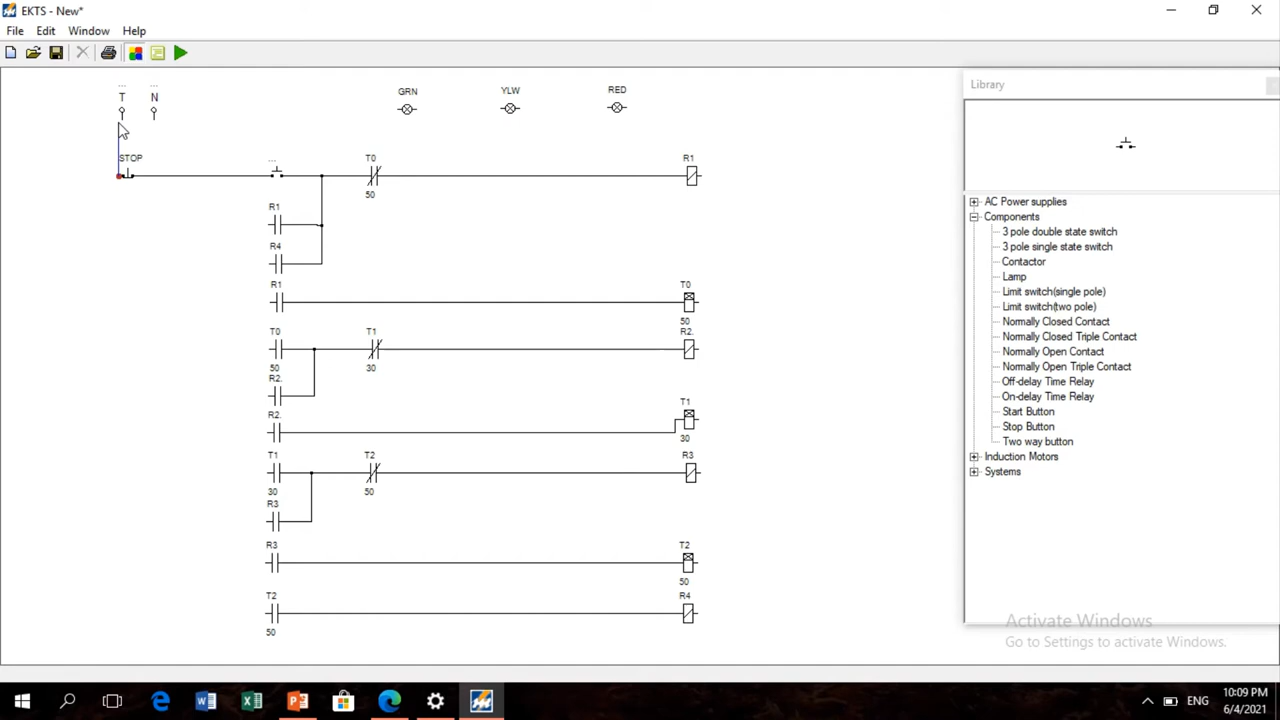 EKTS - New*
File Edit Window Help
... ...
T N
GRN YLW RED
Library
STOP ... T0 R1
50
R1
R4
R1 T0
50
T0 T1 R2.
50 30
R2.
R2. T1
30
T1 T2 R3
30 50
R3
R3 T2
50
T2 R4
50
AC Power supplies
Components
3 pole double state switch
3 pole single state switch
Contactor
Lamp
Limit switch(single pole)
Limit switch(two pole)
Normally Closed Contact
Normally Closed Triple Contact
Normally Open Contact
Normally Open Triple Contact
Off-delay Time Relay
On-delay Time Relay
Start Button
Stop Button
Two way button
Induction Motors
Systems
Activate Windows
Go to Settings to activate Windows.
ENG
10:09 PM
6/4/2021